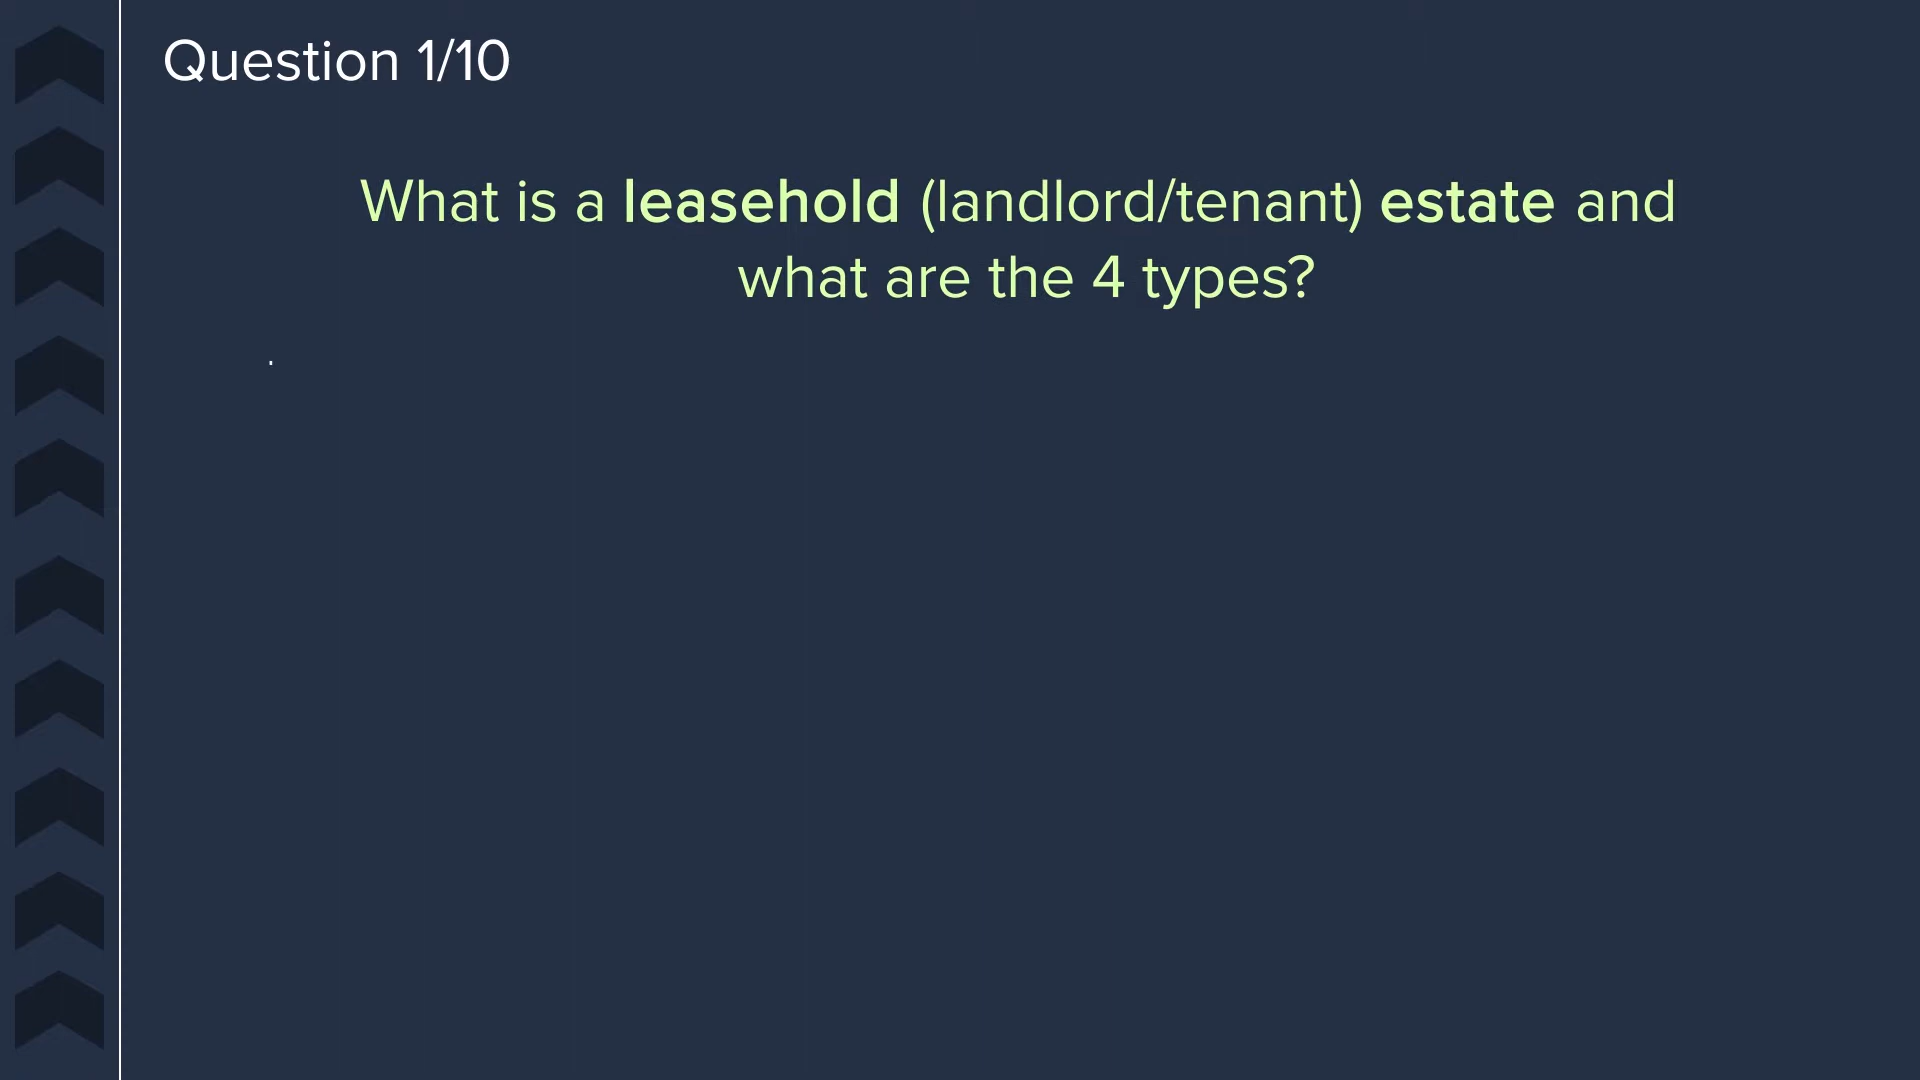 Question 1/10
What is a leasehold (landlord/tenant) estate and
what are the 4 types?
.